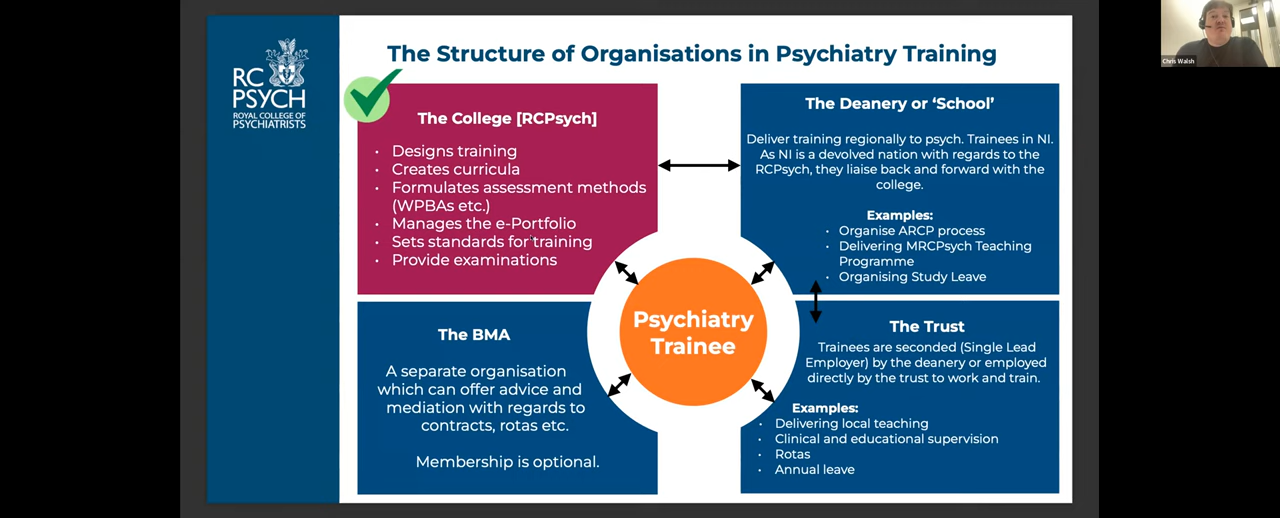 The Structure of Organisations in Psychiatry Training
RC
PSYCH
ROYAL COLLEGE OF
PSYCHIATRISTS
The College [RCPsych]
• Designs training
• Creates curricula
• Formulates assessment methods
(WPBAs etc.)
• Manages the e-Portfolio
• Sets standards for training
• Provide examinations
The Deanery or ‘School’
Deliver training regionally to psych. Trainees in NI.
As NI is a devolved nation with regards to the
RCPsych, they liaise back and forward with the
college.
Examples:
• Organise ARCP process
• Delivering MRCPsych Teaching
Programme
• Organising Study Leave
Psychiatry
Trainee
The BMA
A separate organisation
which can offer advice and
mediation with regards to
contracts, rotas etc.
Membership is optional.
The Trust
Trainees are seconded (Single Lead
Employer) by the deanery or employed
directly by the trust to work and train.
Examples:
• Delivering local teaching
• Clinical and educational supervision
• Rotas
• Annual leave
Chris Walsh